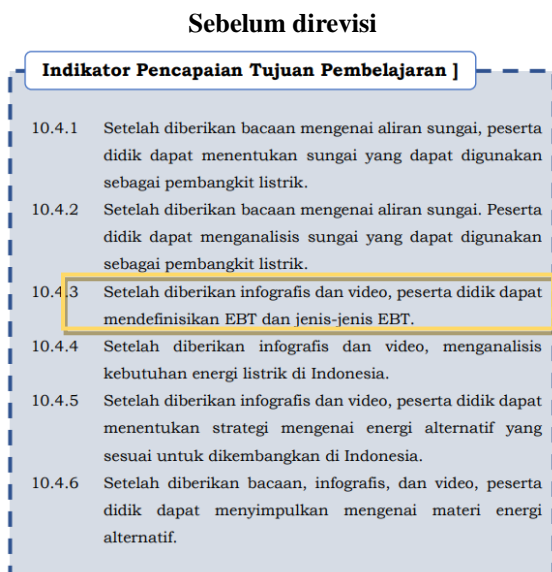 Sebelum direvisi
Indikator Pencapaian Tujuan Pembelajaran ]
10.4.1 Setelah diberikan bacaan mengenai aliran sungai, peserta
didik dapat menentukan sungai yang dapat digunakan
sebagai pembangkit listrik.
10.4.2 Setelah diberikan bacaan mengenai aliran sungai. Peserta
didik dapat menganalisis sungai yang dapat digunakan
sebagai pembangkit listrik.
10.4.3 Setelah diberikan infografis dan video, peserta didik dapat
mendefinisikan EBT dan jenis-jenis EBT.
10.4.4 Setelah diberikan infografis dan video, menganalisis
kebutuhan energi listrik di Indonesia.
10.4.5 Setelah diberikan infografis dan video, peserta didik dapat
menentukan strategi mengenai energi alternatif yang
sesuai untuk dikembangkan di Indonesia.
10.4.6 Setelah diberikan bacaan, infografis, dan video, peserta
didik dapat menyimpulkan mengenai materi energi
alternatif.